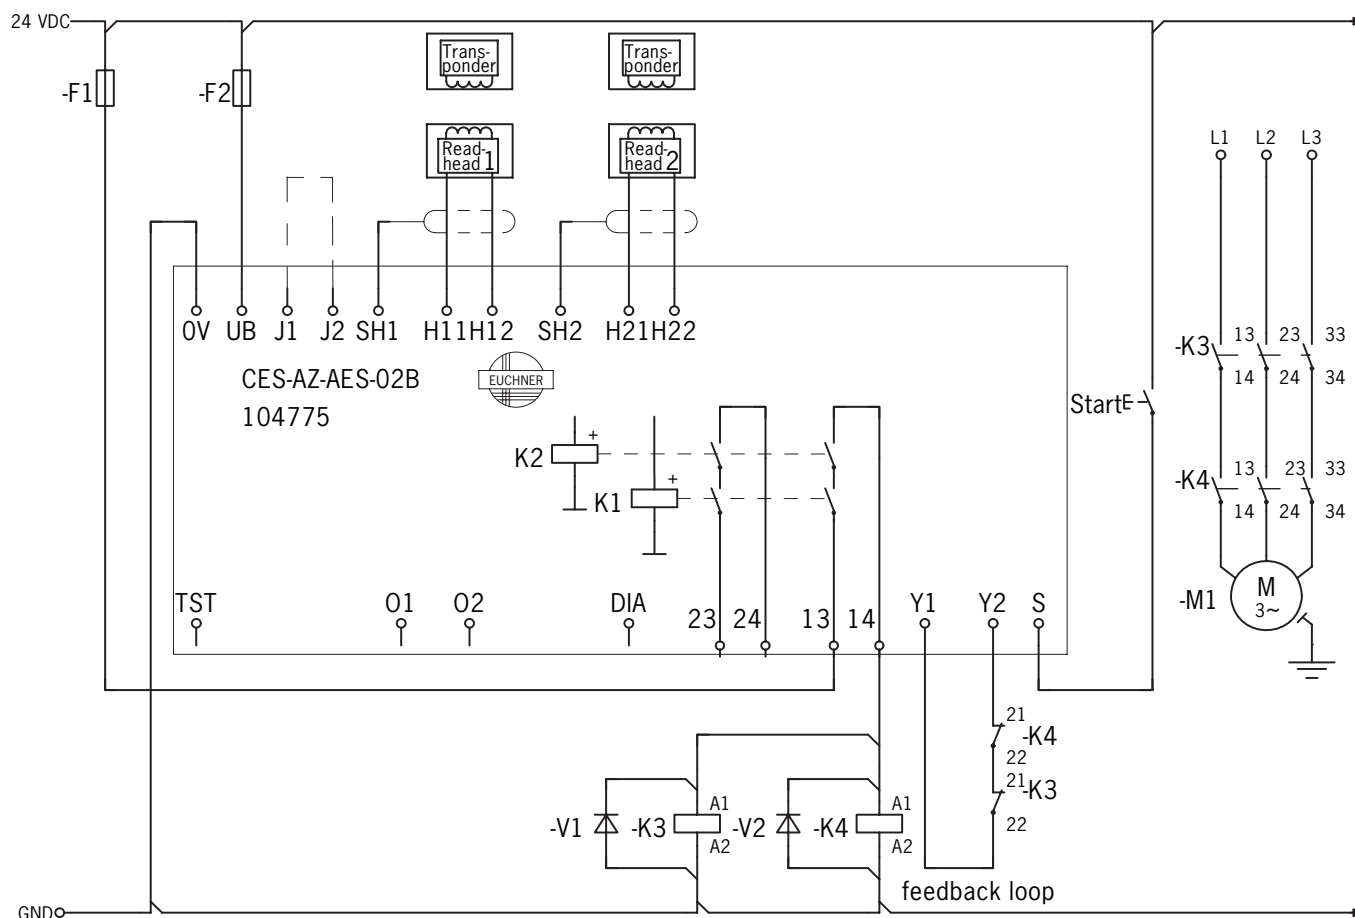 24 VDC
Trans-
ponder
Trans-
ponder
-F1
-F2
Read-
head 1
Read-
head 2
L1 L2 L3
0V UB J1 J2 SH1 H11 H12 SH2 H21 H22
CES-AZ-AES-02B
104775
EUCHNER
-K3
13 23 33
14 24 34
Start
K2
+
K1
+
-K4
13 23 33
14 24 34
-M1
M
3~
TST O1 O2 DIA 23 24 13 14 Y1 Y2 S
21
-K4
22
21
-K3
22
-V1
-K3
A1
A2
-V2
-K4
A1
A2
feedback loop
GND